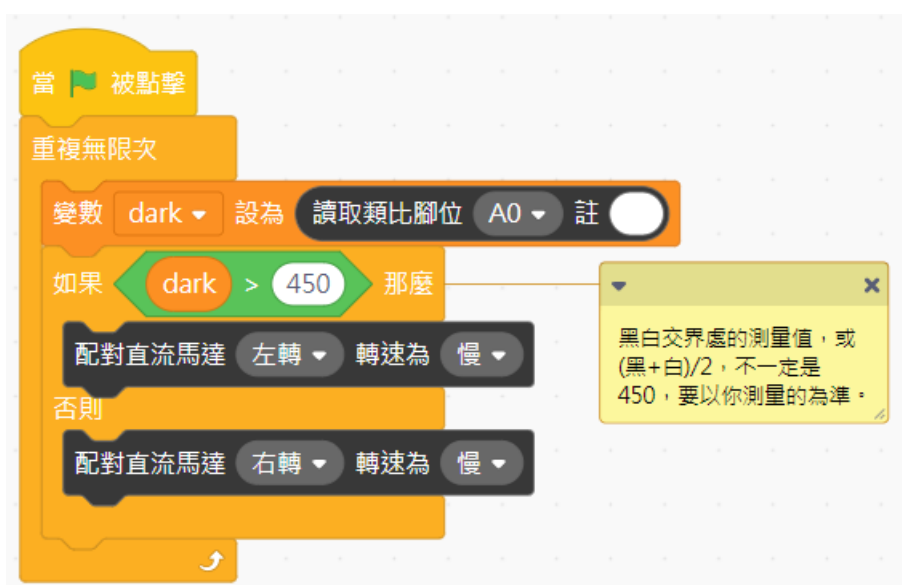 當 被點擊
重複無限次
變數 dark 設為 讀取類比腳位 A0 註
如果 dark > 450 那麼
黑白交界處的測量值，或
(黑+白)/2，不一定是
450，要以你測量的為準。
配對直流馬達 左轉 轉速為 慢
否則
配對直流馬達 右轉 轉速為 慢